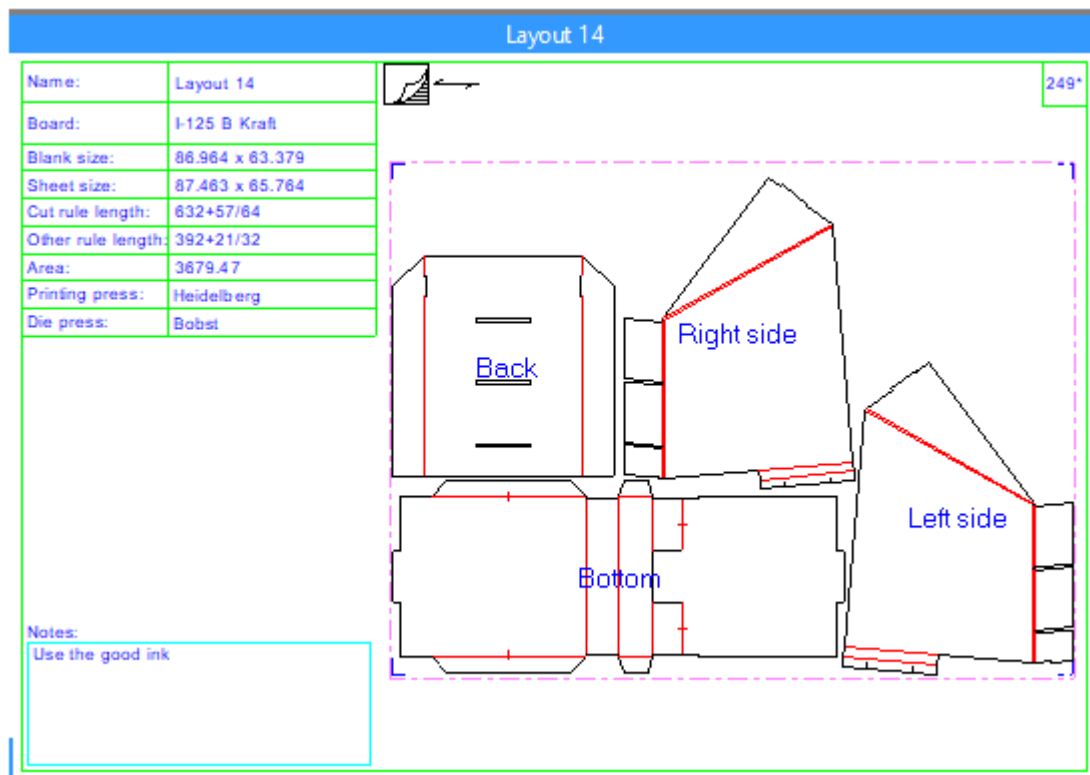 Layout 14
Name: Layout 14
Board: I-125 B Kraft
Blank size: 86.964 x 63.379
Sheet size: 87.463 x 65.764
Cut rule length: 632+57/64
Other rule length: 392+21/32
Area: 3679.47
Printing press: Heidelberg
Die press: Bobst
249*
Right side
Back
Left side
Bottom
Notes:
Use the good ink